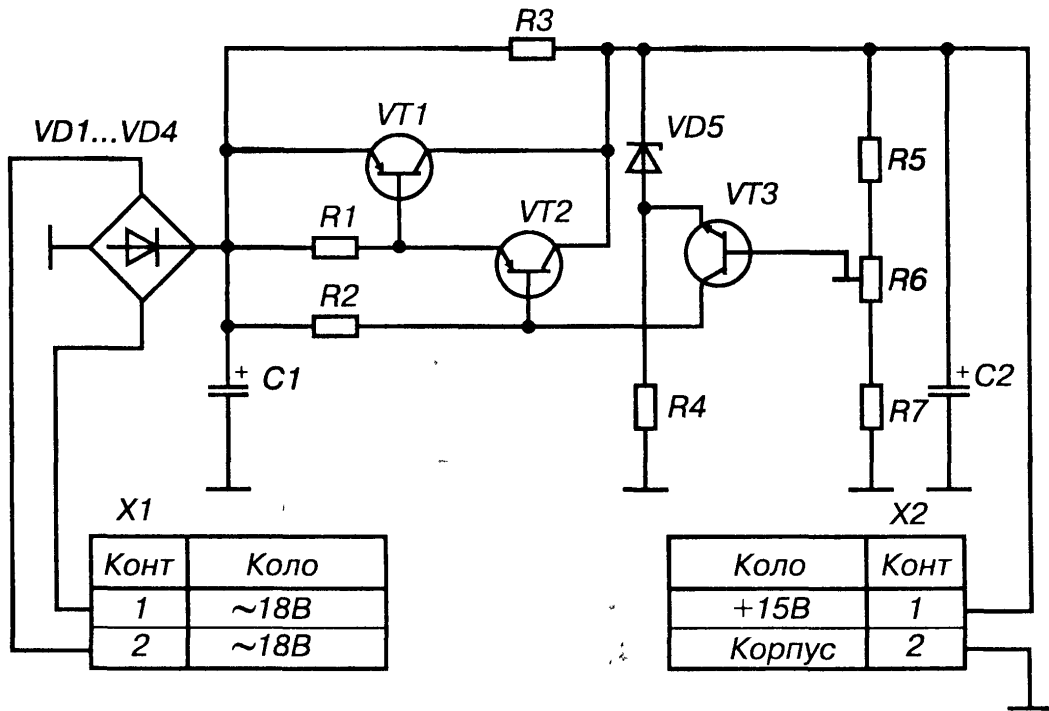 R3
VT1
VD1...VD4
VD5
R5
VT3
R1
VT2
R2
R6
+ C1
+ C2
R4
R7
X1
X2
Конт Коло
1 ~18В
2 ~18В
Коло Конт
+15В 1
Корпус 2